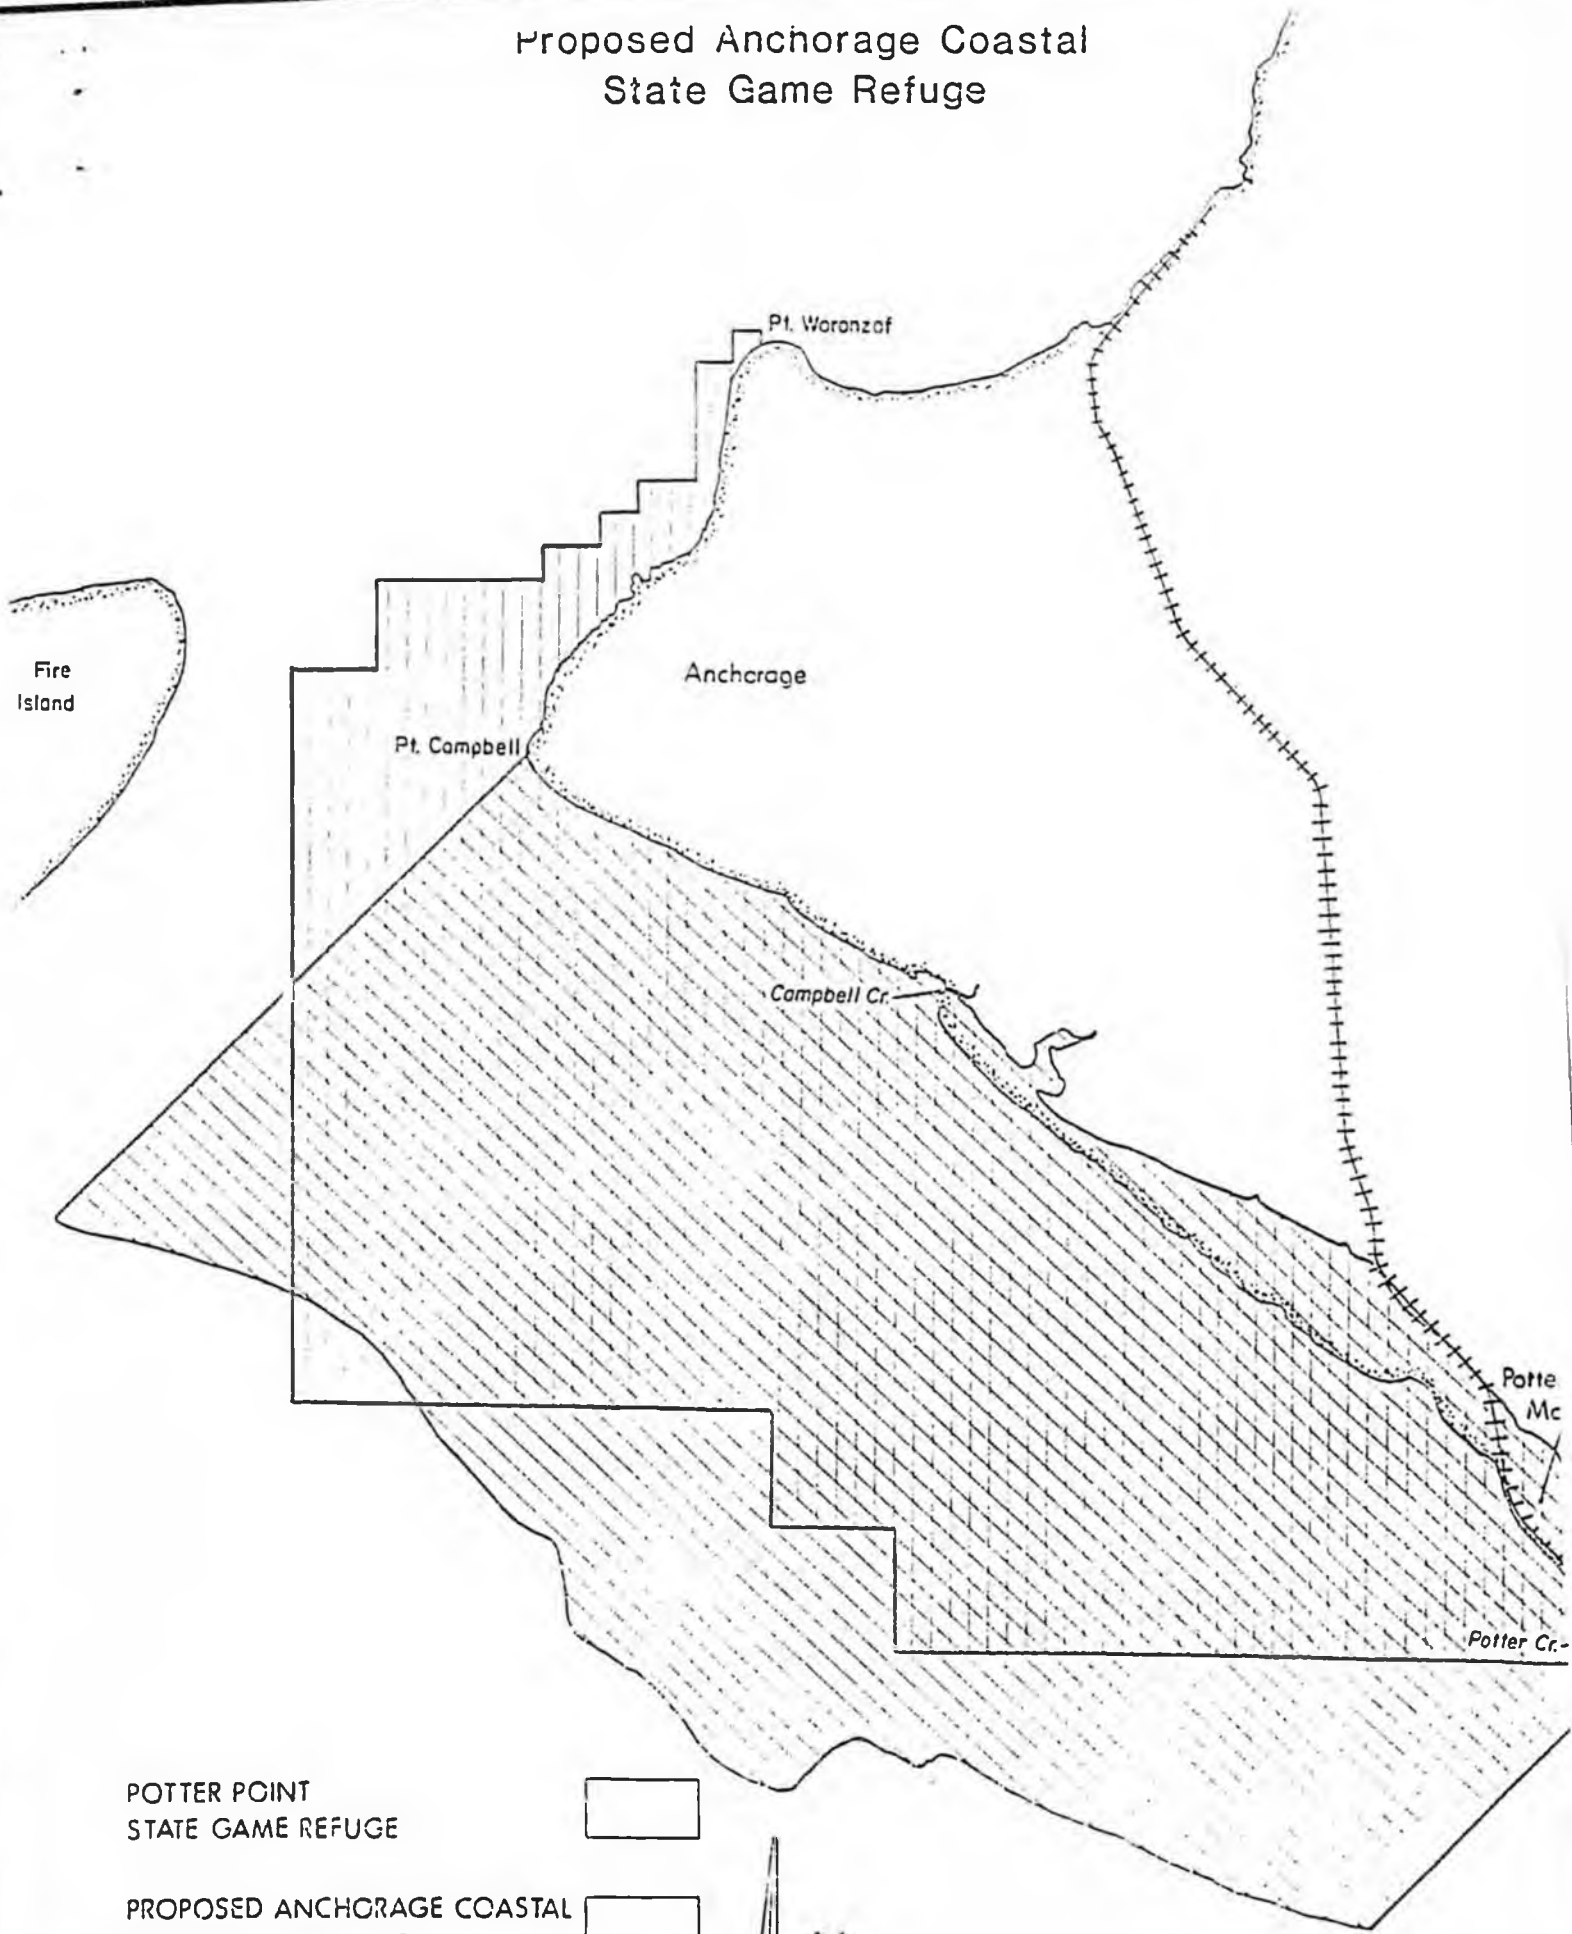 Proposed Anchorage Coastal
State Game Refuge
Pt. Woronzof
Fire
Island
Anchorage
Pt. Campbell
Campbell Cr.
Potte
Mc
Potter Cr.
POTTER POINT
STATE GAME REFUGE
PROPOSED ANCHORAGE COASTAL